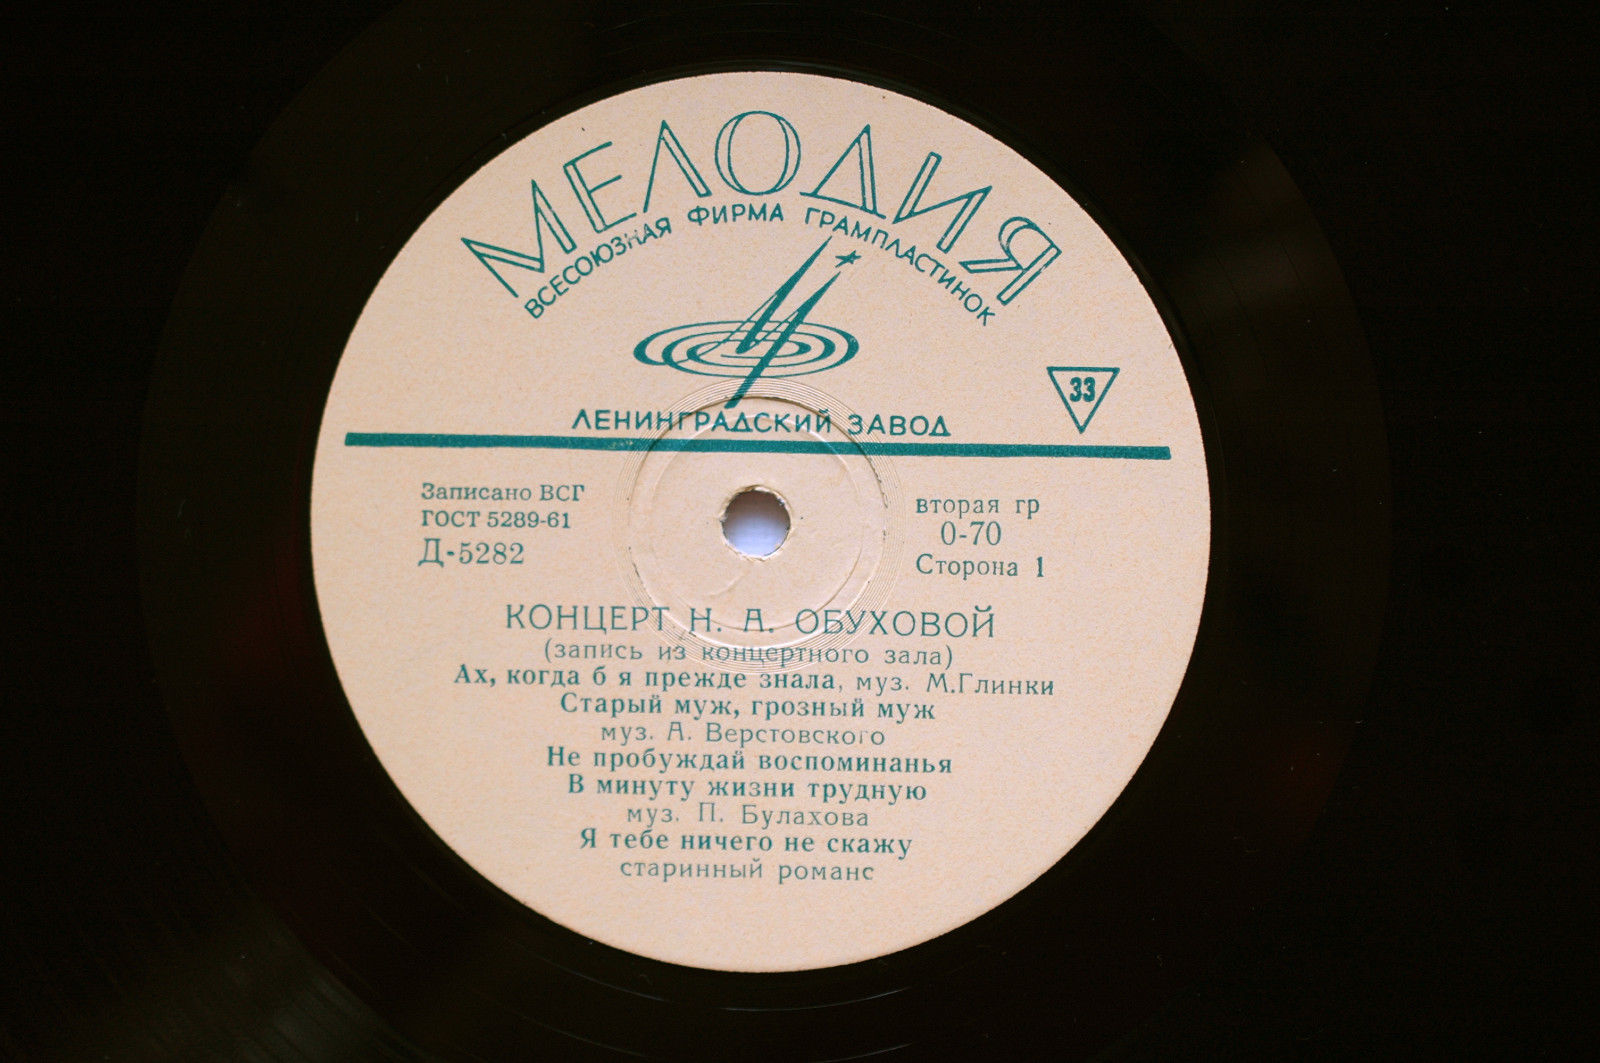 МЕЛОДИЯ
ВСЕСОЮЗНАЯ ФИРМА ГРАМПЛАСТИНОК
33
ЛЕНИНГРАДСКИЙ ЗАВОД
Записано ВСГ
ГОСТ 5289-61
Д-5282
вторая гр
0-70
Сторона 1
КОНЦЕРТ Н. А. ОБУХОВОЙ
(запись из концертного зала)
Ах, когда б я прежде знала, муз. М.Глинки
Старый муж, грозный муж
муз. А. Верстовского
Не пробуждай воспоминанья
В минуту жизни трудную
муз. П. Булахова
Я тебе ничего не скажу
старинный романс